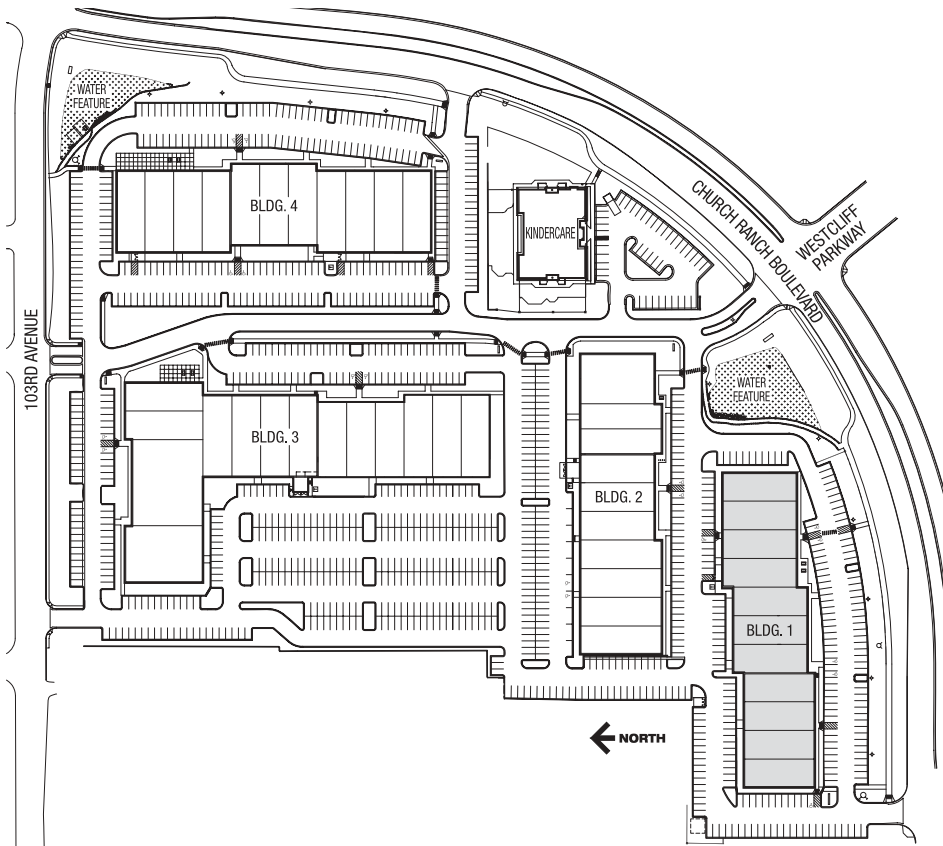 WATER
FEATURE
BLDG. 4
KINDERCARE
CHURCH RANCH BOULEVARD
WESTCLIFF
PARKWAY
103RD AVENUE
WATER
FEATURE
BLDG. 3
BLDG. 2
BLDG. 1
NORTH